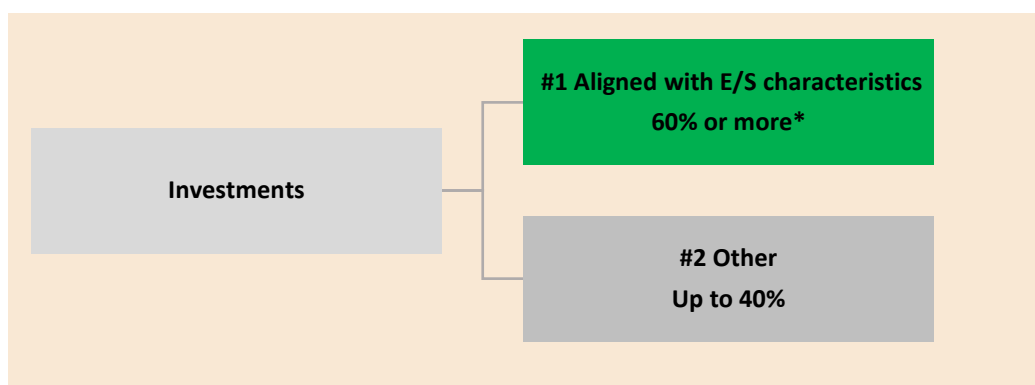 #1 Aligned with E/S characteristics
60% or more*
Investments
#2 Other
Up to 40%